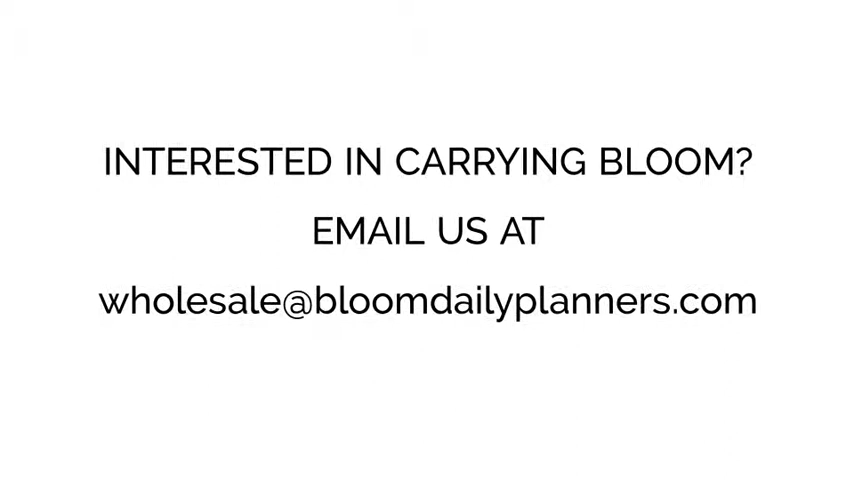 INTERESTED IN CARRYING BLOOM?
EMAIL US AT
wholesale@bloomdailyplanners.com